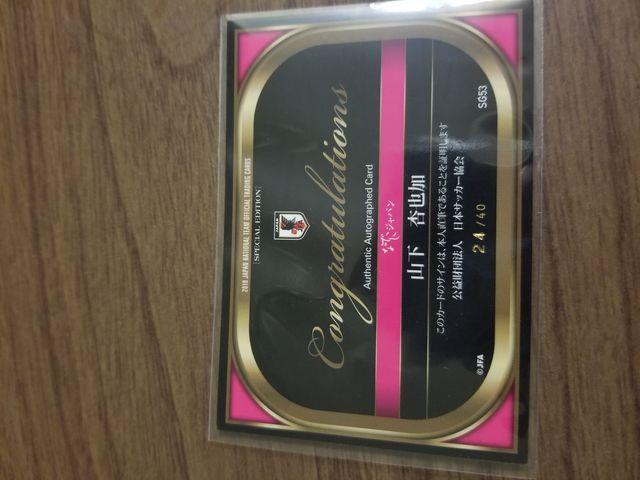 2018 JAPAN NATIONAL TEAM OFFICIAL TRADING CARDS
[SPECIAL EDITION]
JAPAN
JFA
Congratulations
Authentic Autographed Card
なでしこジャパン
山下 杏也加
このカードのサインは、本人直筆であることを証明します
公益財団法人 日本サッカー協会
24/40
©JFA
SG53